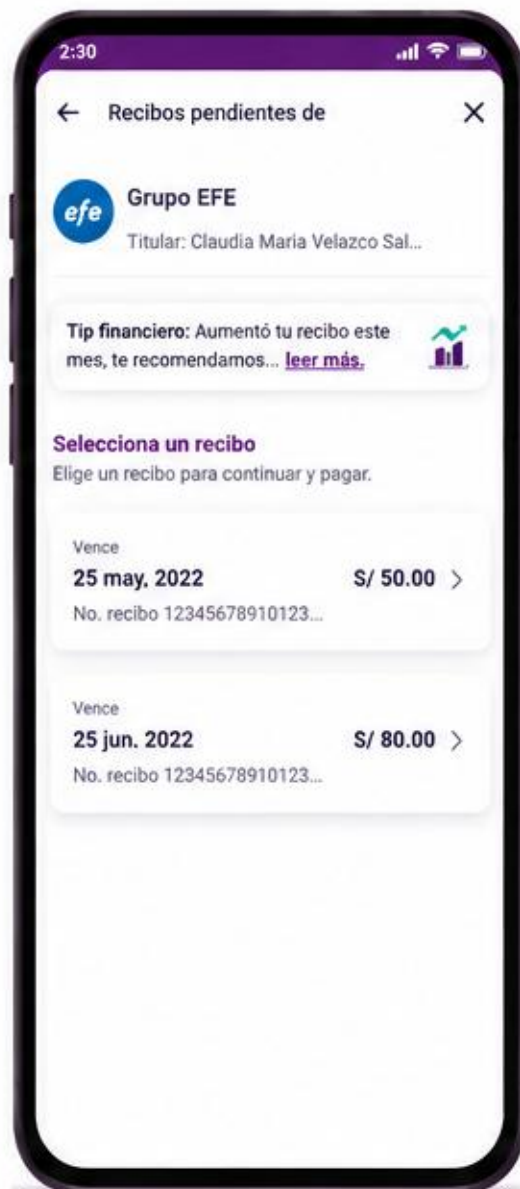 2:30
Recibos pendientes de
efe
Grupo EFE
Titular: Claudia Maria Velazco Sal...
Tip financiero: Aumentó tu recibo este
mes, te recomendamos... leer más.
Selecciona un recibo
Elige un recibo para continuar y pagar.
Vence
25 may, 2022 S/ 50.00
No. recibo 12345678910123...
Vence
25 jun. 2022 S/ 80.00
No. recibo 12345678910123...